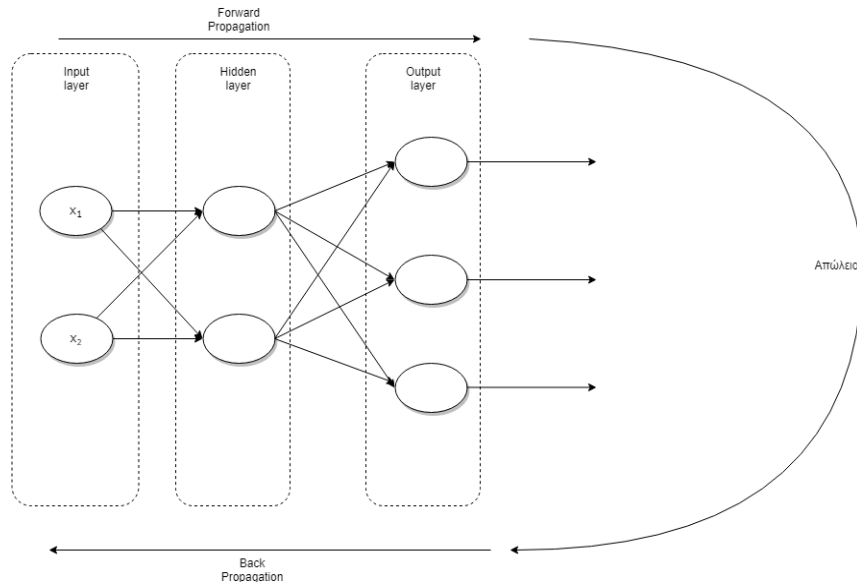 Forward
Propagation
Input
layer
Hidden
layer
Output
layer
x1
x2
Απώλεια
Back
Propagation